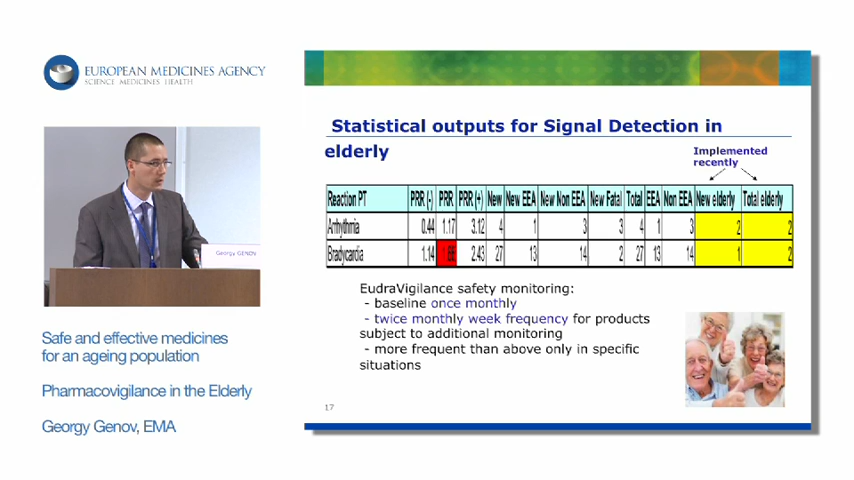 EUROPEAN MEDICINES AGENCY
SCIENCE MEDICINES HEALTH
Georgy GENOV
Safe and effective medicines
for an ageing population
Pharmacovigilance in the Elderly
Georgy Genov, EMA
Statistical outputs for Signal Detection in
elderly
Implemented
recently
Reaction PT PRR (-) PRR PRR (+) New New EEA New Non EEA New Fatal Total EEA Non EEA New elderly Total elderly
Arrhythmia 0.44 1.17 3.12 4 1 3 3 4 1 3 2 2
Bradycardia 1.14 2.43 27 13 14 2 27 13 14 1 2
EudraVigilance safety monitoring:
- baseline once monthly
- twice monthly week frequency for products
subject to additional monitoring
- more frequent than above only in specific
situations
17